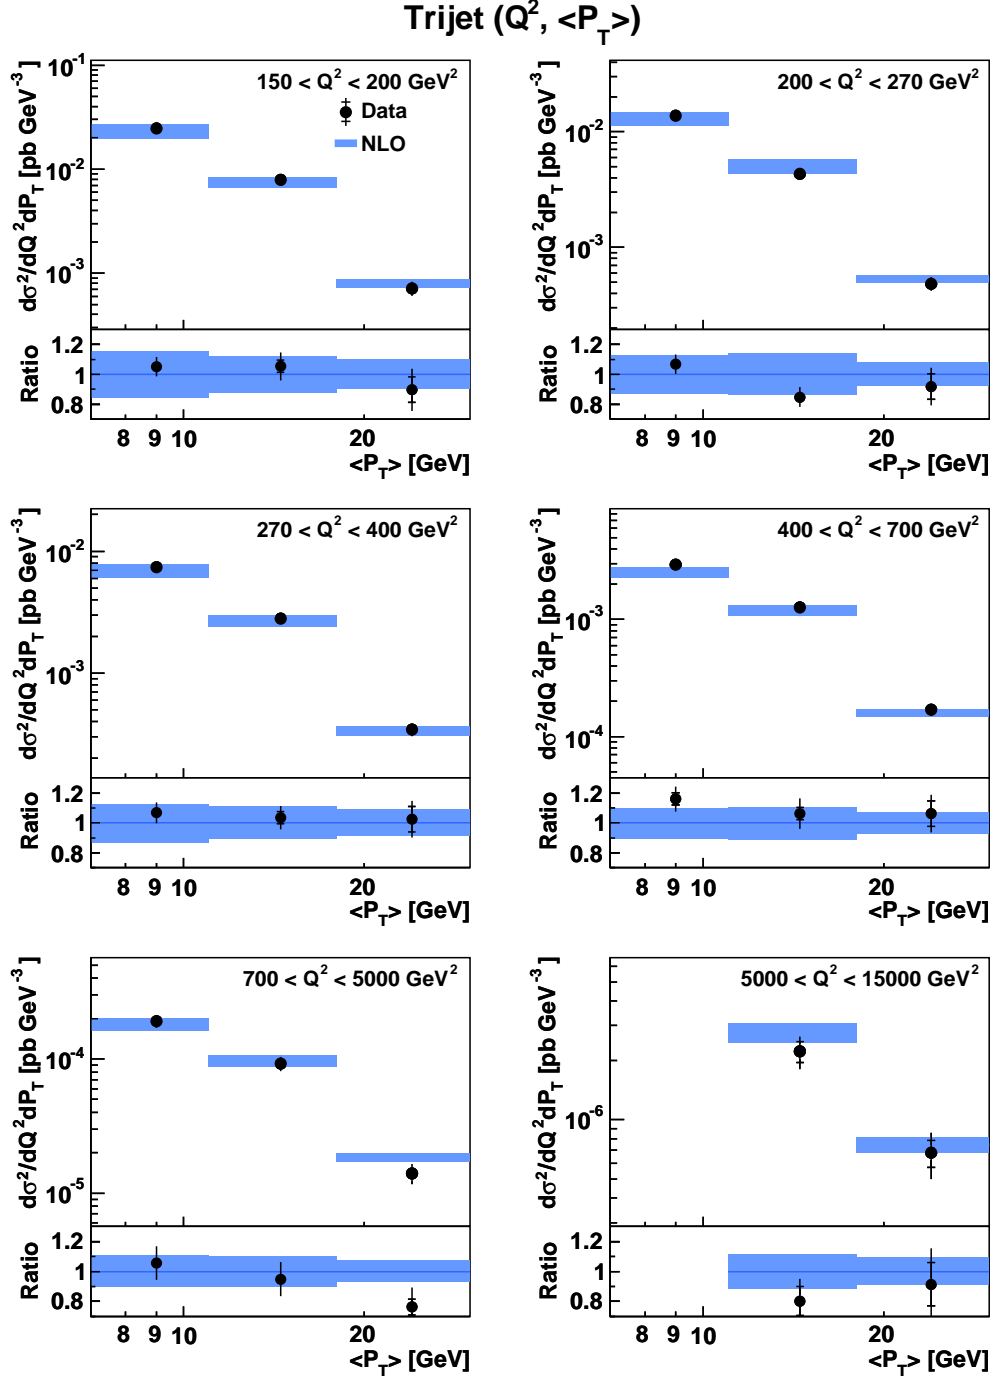 Trijet (Q², <P_T>)
150 < Q² < 200 GeV²
Data
NLO
dσ²/dQ²dP_T [pb GeV⁻³]
10⁻¹
10⁻²
10⁻³
Ratio
1.2
1
0.8
8 9 10 20
<P_T> [GeV]
200 < Q² < 270 GeV²
dσ²/dQ²dP_T [pb GeV⁻³]
10⁻²
10⁻³
Ratio
1.2
1
0.8
8 9 10 20
<P_T> [GeV]
270 < Q² < 400 GeV²
dσ²/dQ²dP_T [pb GeV⁻³]
10⁻²
10⁻³
Ratio
1.2
1
0.8
8 9 10 20
<P_T> [GeV]
400 < Q² < 700 GeV²
dσ²/dQ²dP_T [pb GeV⁻³]
10⁻³
10⁻⁴
Ratio
1.2
1
0.8
8 9 10 20
<P_T> [GeV]
700 < Q² < 5000 GeV²
dσ²/dQ²dP_T [pb GeV⁻³]
10⁻⁴
10⁻⁵
Ratio
1.2
1
0.8
8 9 10 20
<P_T> [GeV]
5000 < Q² < 15000 GeV²
dσ²/dQ²dP_T [pb GeV⁻³]
10⁻⁶
Ratio
1.2
1
0.8
8 9 10 20
<P_T> [GeV]